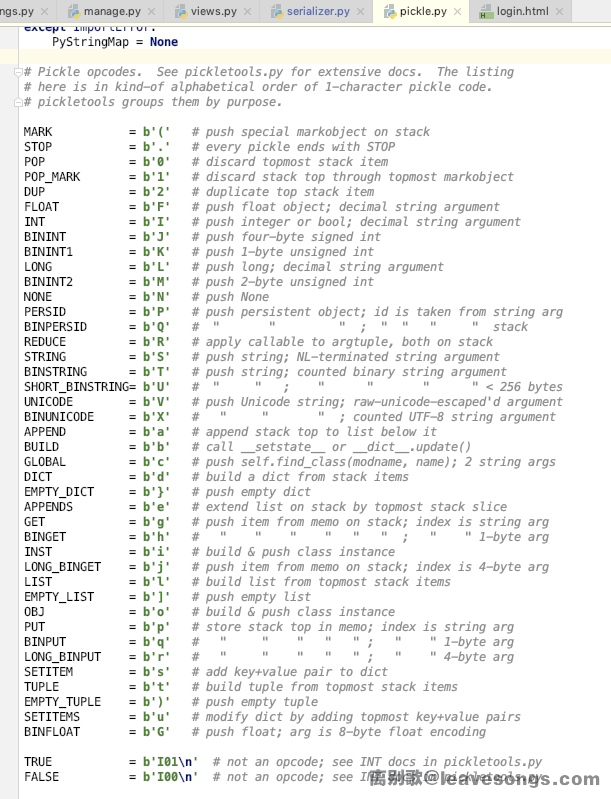 ngs.py manage.py views.py serializer.py pickle.py login.html
except ImportError:
PyStringMap = None
# Pickle opcodes. See pickletools.py for extensive docs. The listing
# here is in kind-of alphabetical order of 1-character pickle code.
# pickletools groups them by purpose.
MARK = b'(' # push special markobject on stack
STOP = b'.' # every pickle ends with STOP
POP = b'0' # discard topmost stack item
POP_MARK = b'1' # discard stack top through topmost markobject
DUP = b'2' # duplicate top stack item
FLOAT = b'F' # push float object; decimal string argument
INT = b'I' # push integer or bool; decimal string argument
BININT = b'J' # push four-byte signed int
BININT1 = b'K' # push 1-byte unsigned int
LONG = b'L' # push long; decimal string argument
BININT2 = b'M' # push 2-byte unsigned int
NONE = b'N' # push None
PERSID = b'P' # push persistent object; id is taken from string arg
BINPERSID = b'Q' # " " " ; " " " " stack
REDUCE = b'R' # apply callable to argtuple, both on stack
STRING = b'S' # push string; NL-terminated string argument
BINSTRING = b'T' # push string; counted binary string argument
SHORT_BINSTRING= b'U' # " " ; " " " " < 256 bytes
UNICODE = b'V' # push Unicode string; raw-unicode-escaped'd argument
BINUNICODE = b'X' # " " " ; counted UTF-8 string argument
APPEND = b'a' # append stack top to list below it
BUILD = b'b' # call __setstate__ or __dict__.update()
GLOBAL = b'c' # push self.find_class(modname, name); 2 string args
DICT = b'd' # build a dict from stack items
EMPTY_DICT = b'}' # push empty dict
APPENDS = b'e' # extend list on stack by topmost stack slice
GET = b'g' # push item from memo on stack; index is string arg
BINGET = b'h' # " " " " " " ; " " 1-byte arg
INST = b'i' # build & push class instance
LONG_BINGET = b'j' # push item from memo on stack; index is 4-byte arg
LIST = b'l' # build list from topmost stack items
EMPTY_LIST = b']' # push empty list
OBJ = b'o' # build & push class instance
PUT = b'p' # store stack top in memo; index is string arg
BINPUT = b'q' # " " " " " ; " " 1-byte arg
LONG_BINPUT = b'r' # " " " " " ; " " 4-byte arg
SETITEM = b's' # add key+value pair to dict
TUPLE = b't' # build tuple from topmost stack items
EMPTY_TUPLE = b')' # push empty tuple
SETITEMS = b'u' # modify dict by adding topmost key+value pairs
BINFLOAT = b'G' # push float; arg is 8-byte float encoding
TRUE = b'I01\n' # not an opcode; see INT docs in pickletools.py
FALSE = b'I00\n' # not an opcode; see INT docs in pickletools.py
离别歌@leavesongs.com